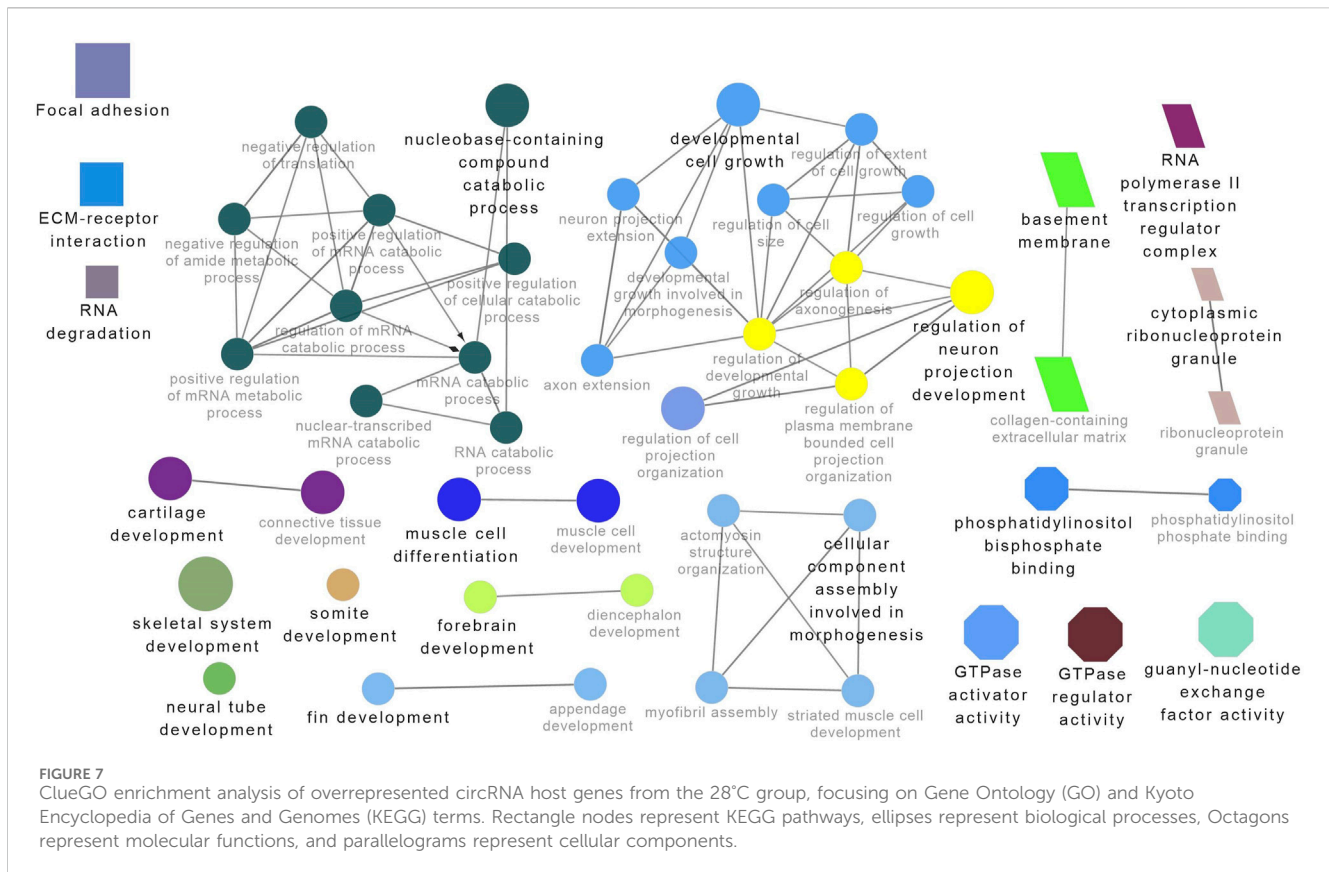 Focal adhesion
ECM-receptor
interaction
RNA
degradation
negative regulation
of translation
nucleobase-containing
compound
catabolic
process
negative regulation
of amide metabolic
process
positive regulation
of mRNA catabolic
process
positive regulation
of cellular catabolic
process
regulation of mRNA
catabolic process
positive regulation
of mRNA metabolic
process
mRNA catabolic
process
nuclear-transcribed
mRNA catabolic
process
RNA catabolic
process
developmental
cell growth
regulation of extent
of cell growth
neuron projection
extension
regulation of cell
size
regulation of cell
growth
developmental
growth involved in
morphogenesis
regulation of
axonogenesis
regulation of
neuron
projection
development
axon extension
regulation of
developmental
growth
regulation of cell
projection
organization
regulation of
plasma membrane
bounded cell
projection
organization
basement
membrane
collagen-containing
extracellular matrix
RNA
polymerase II
transcription
regulator
complex
cytoplasmic
ribonucleoprotein
granule
ribonucleoprotein
granule
cartilage
development
connective tissue
development
muscle cell
differentiation
muscle cell
development
actomyosin
structure
organization
cellular
component
assembly
involved in
morphogenesis
myofibril assembly
striated muscle cell
development
phosphatidylinositol
bisphosphate
binding
phosphatidylinositol
phosphate binding
skeletal system
development
somite
development
forebrain
development
diencephalon
development
neural tube
development
fin development
appendage
development
GTPase
activator
activity
GTPase
regulator
activity
guanyl-nucleotide
exchange
factor activity
FIGURE 7
ClueGO enrichment analysis of overrepresented circRNA host genes from the 28°C group, focusing on Gene Ontology (GO) and Kyoto
Encyclopedia of Genes and Genomes (KEGG) terms. Rectangle nodes represent KEGG pathways, ellipses represent biological processes, Octagons
represent molecular functions, and parallelograms represent cellular components.